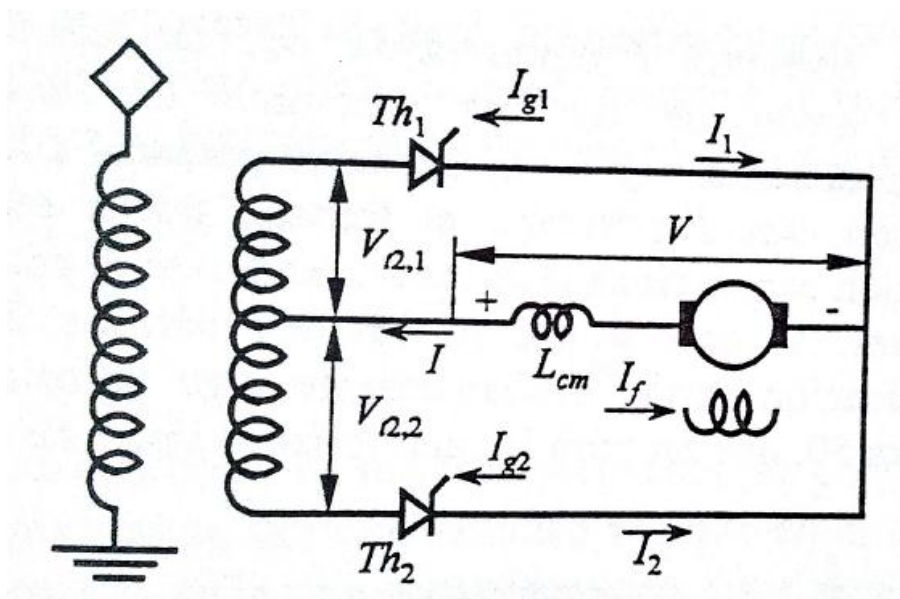 Th1
Ig1
I1
Vt2,1
V
+
-
I
Lcm
If
Vt2,2
Ig2
Th2
I2